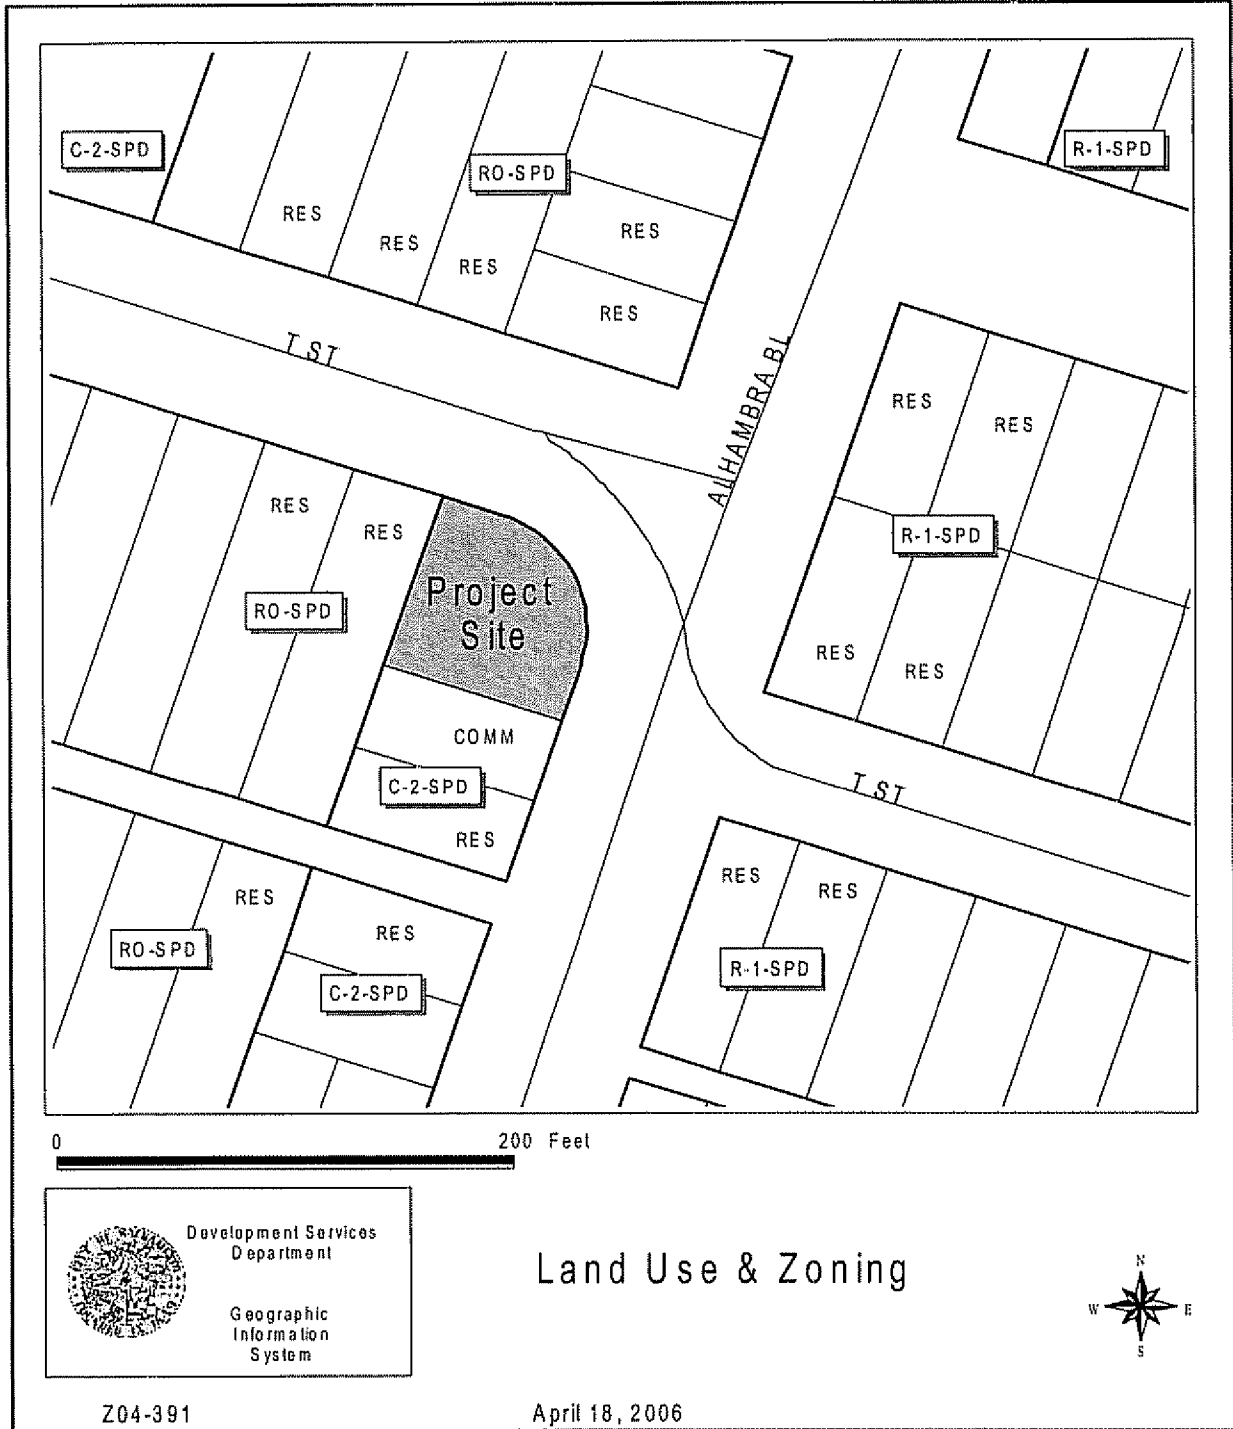 C-2-SPD
RO-SPD
R-1-SPD
RES
RES
RES
RES
RES
T ST
ALHAMBRA BL
RES
RES
RES
RES
R-1-SPD
Project
Site
RO-SPD
RES
RES
COMM
C-2-SPD
T ST
RES
RES
RES
RES
RO-SPD
RES
C-2-SPD
R-1-SPD
0
200 Feet
Development Services
Department
Geographic
Information
System
Land Use & Zoning
N
W
E
S
Z04-391
April 18, 2006